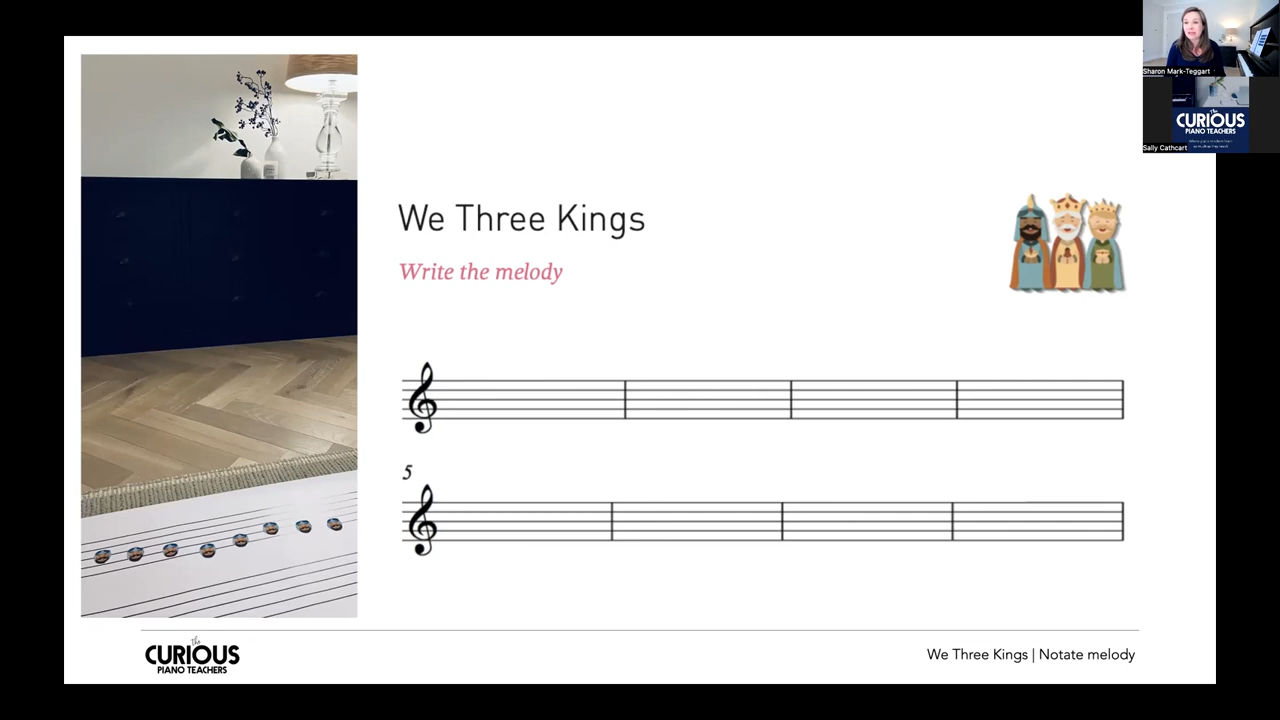 Sharon Mark-Teggart
The
CURIOUS
PIANO TEACHERS
Sally Cathcart
We Three Kings
Write the melody
5
The
CURIOUS
PIANO TEACHERS
We Three Kings | Notate melody